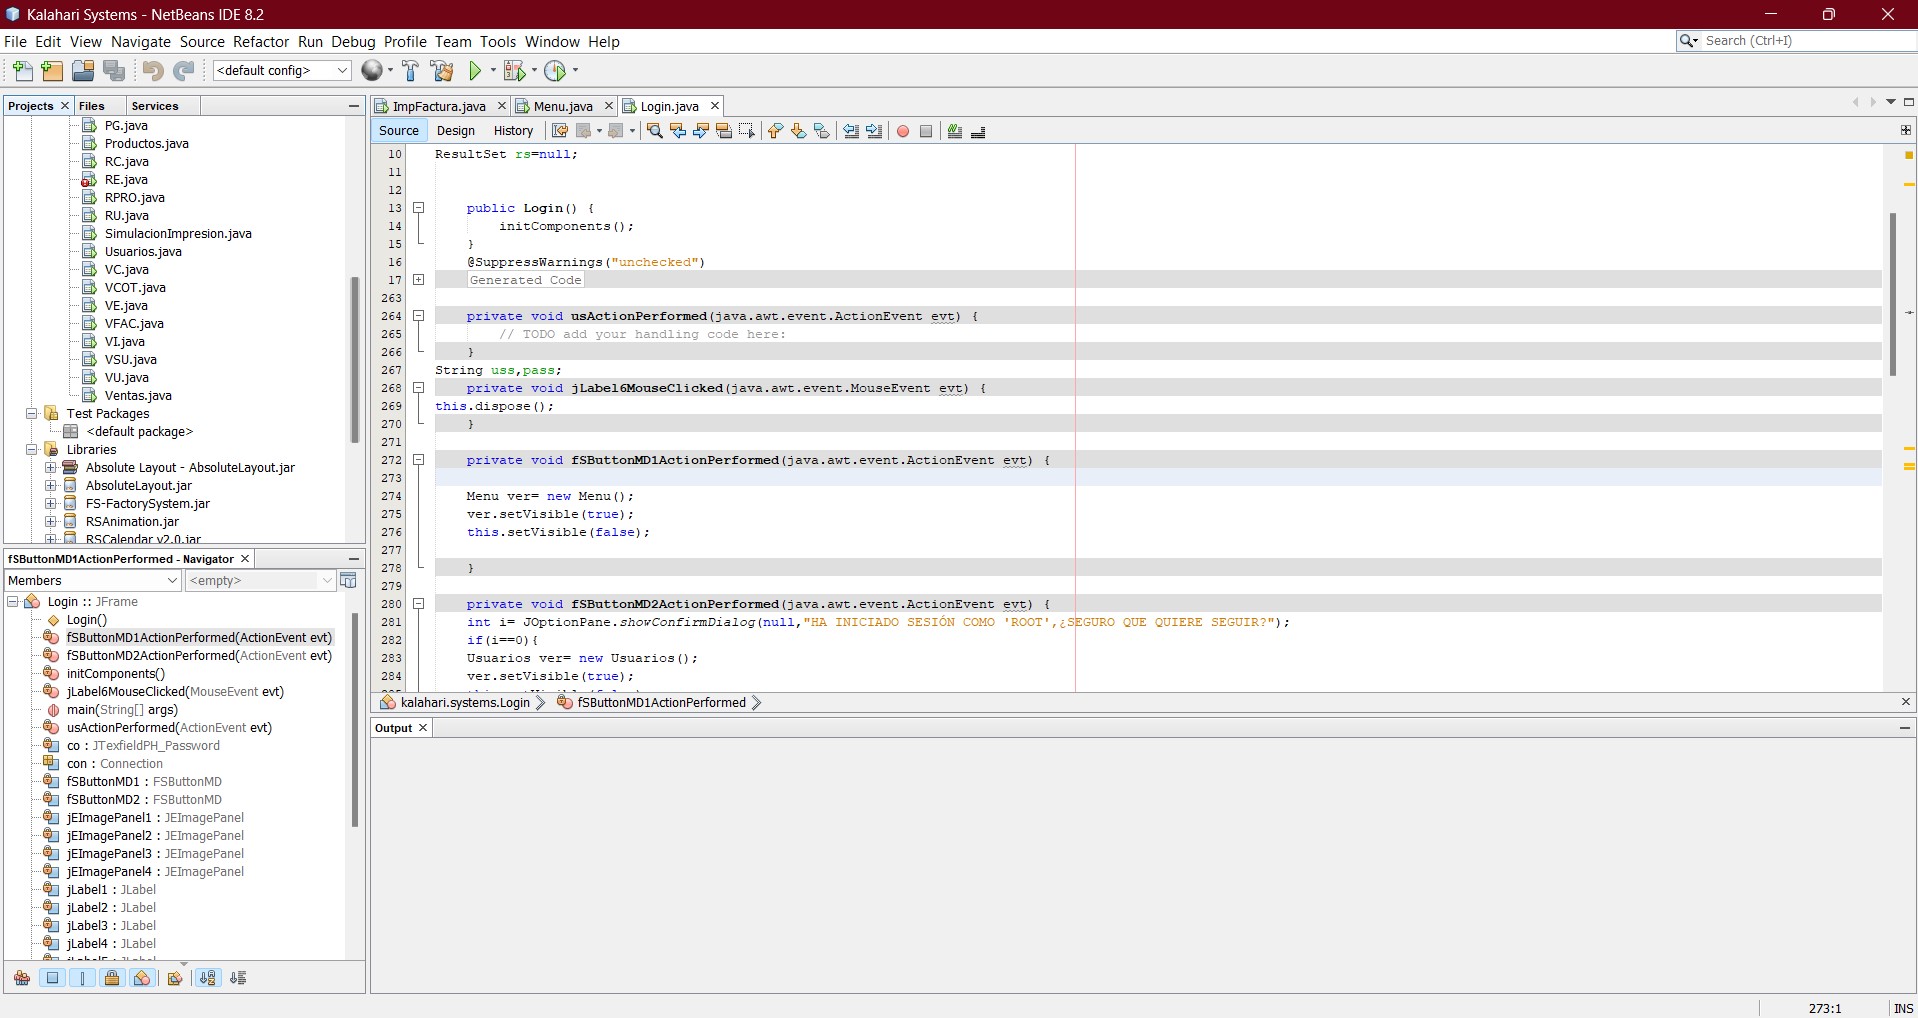 Kalahari Systems - NetBeans IDE 8.2
File Edit View Navigate Source Refactor Run Debug Profile Team Tools Window Help
Search (Ctrl+I)
<default config>
Projects Files Services
PG.java
Productos.java
RC.java
RE.java
RPRO.java
RU.java
SimulacionImpresion.java
Usuarios.java
VC.java
VCOT.java
VE.java
VFAC.java
VI.java
VSU.java
VU.java
Ventas.java
Test Packages
<default package>
Libraries
Absolute Layout - AbsoluteLayout.jar
AbsoluteLayout.jar
FS-FactorySystem.jar
RSAnimation.jar
RSCalendar v2.0.jar
fSButtonMD1ActionPerformed - Navigator
Members <empty>
Login :: JFrame
Login()
fSButtonMD1ActionPerformed(ActionEvent evt)
fSButtonMD2ActionPerformed(ActionEvent evt)
initComponents()
jLabel6MouseClicked(MouseEvent evt)
main(String[] args)
usActionPerformed(ActionEvent evt)
co : JTexfieldPH_Password
con : Connection
fSButtonMD1 : FSButtonMD
fSButtonMD2 : FSButtonMD
jEImagePanel1 : JEImagePanel
jEImagePanel2 : JEImagePanel
jEImagePanel3 : JEImagePanel
jEImagePanel4 : JEImagePanel
jLabel1 : JLabel
jLabel2 : JLabel
jLabel3 : JLabel
jLabel4 : JLabel
ImpFactura.java Menu.java Login.java
Source Design History
10 ResultSet rs=null;
11
12
13 public Login() {
14 initComponents();
15 }
16 @SuppressWarnings("unchecked")
17 Generated Code
263
264 private void usActionPerformed(java.awt.event.ActionEvent evt) {
265 // TODO add your handling code here:
266 }
267 String uss,pass;
268 private void jLabel6MouseClicked(java.awt.event.MouseEvent evt) {
269 this.dispose();
270 }
271
272 private void fSButtonMD1ActionPerformed(java.awt.event.ActionEvent evt) {
273
274 Menu ver= new Menu();
275 ver.setVisible(true);
276 this.setVisible(false);
277
278 }
279
280 private void fSButtonMD2ActionPerformed(java.awt.event.ActionEvent evt) {
281 int i= JOptionPane.showConfirmDialog(null,"HA INICIADO SESIÓN COMO 'ROOT',¿SEGURO QUE QUIERE SEGUIR?");
282 if(i==0){
283 Usuarios ver= new Usuarios();
284 ver.setVisible(true);
kalahari.systems.Login fSButtonMD1ActionPerformed
Output
273:1 INS